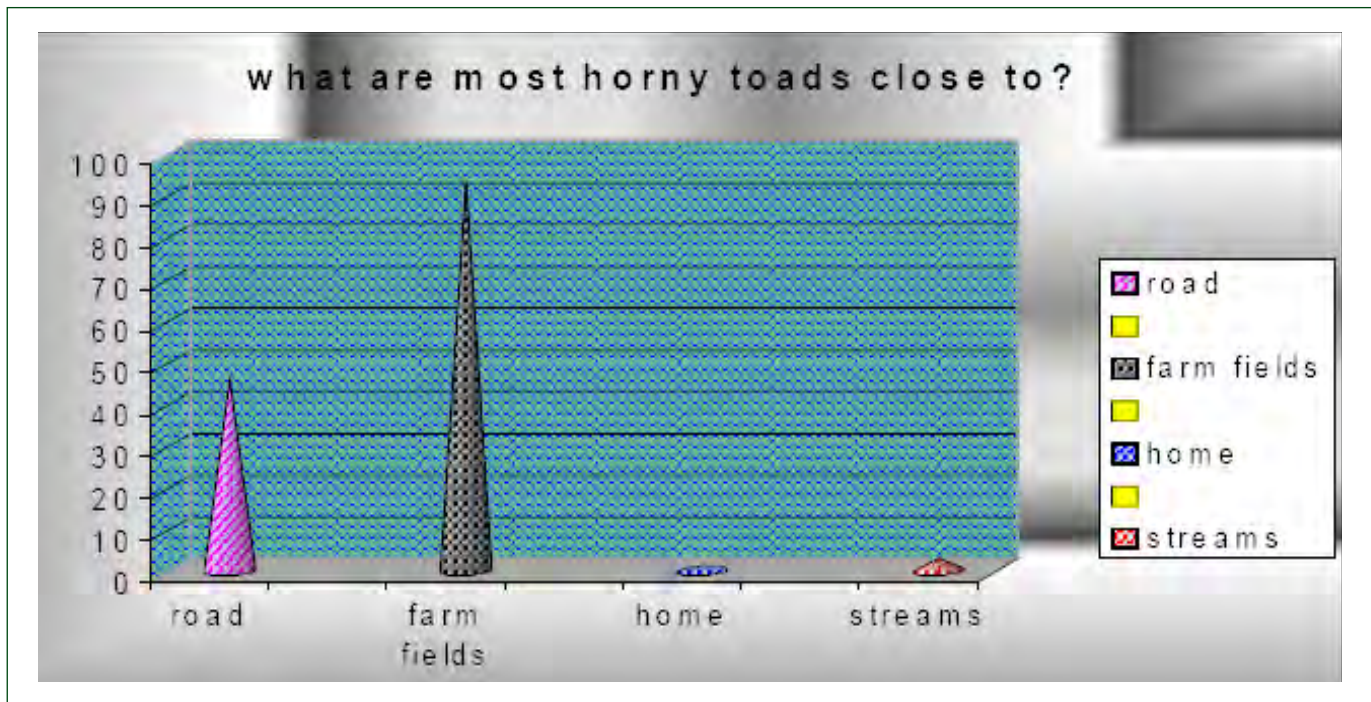 what are most horny toads close to?
100
90
80
70
60
50
40
30
20
10
0
road
farm
fields
home
streams
road
farm fields
home
streams